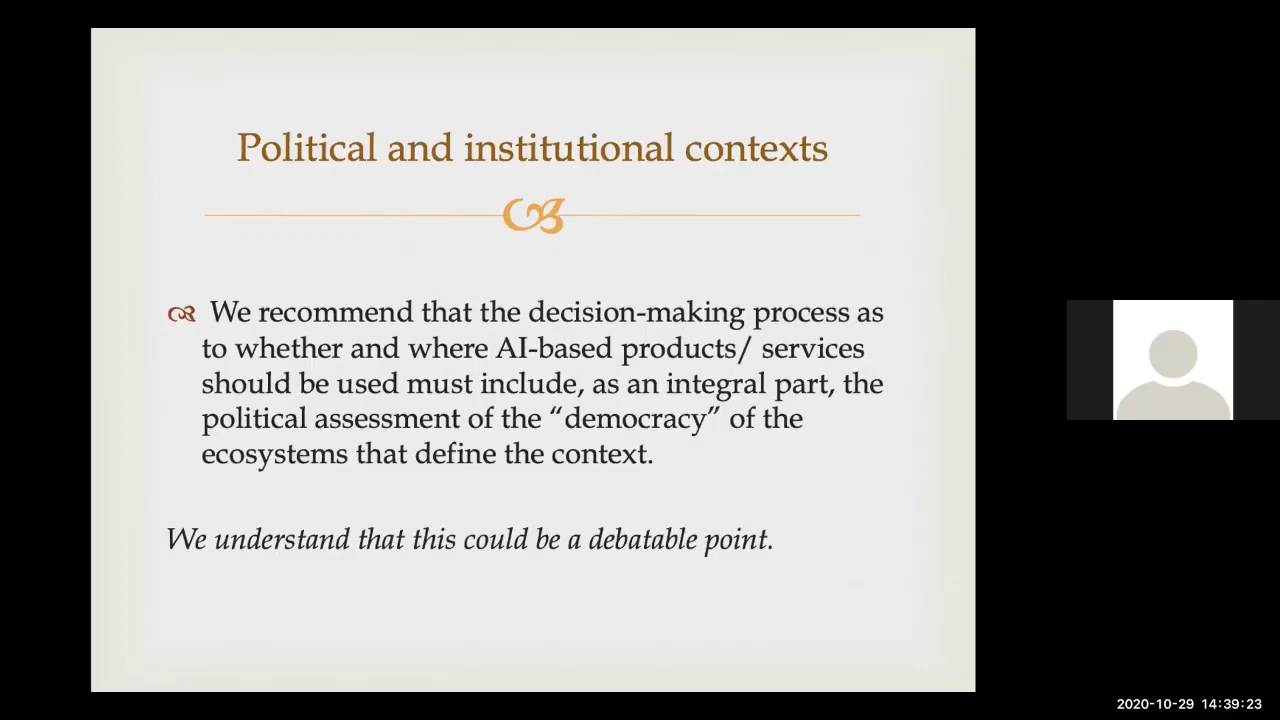 Political and institutional contexts
We recommend that the decision-making process as
to whether and where AI-based products/ services
should be used must include, as an integral part, the
political assessment of the “democracy” of the
ecosystems that define the context.
We understand that this could be a debatable point.
2020-10-29 14:39:23